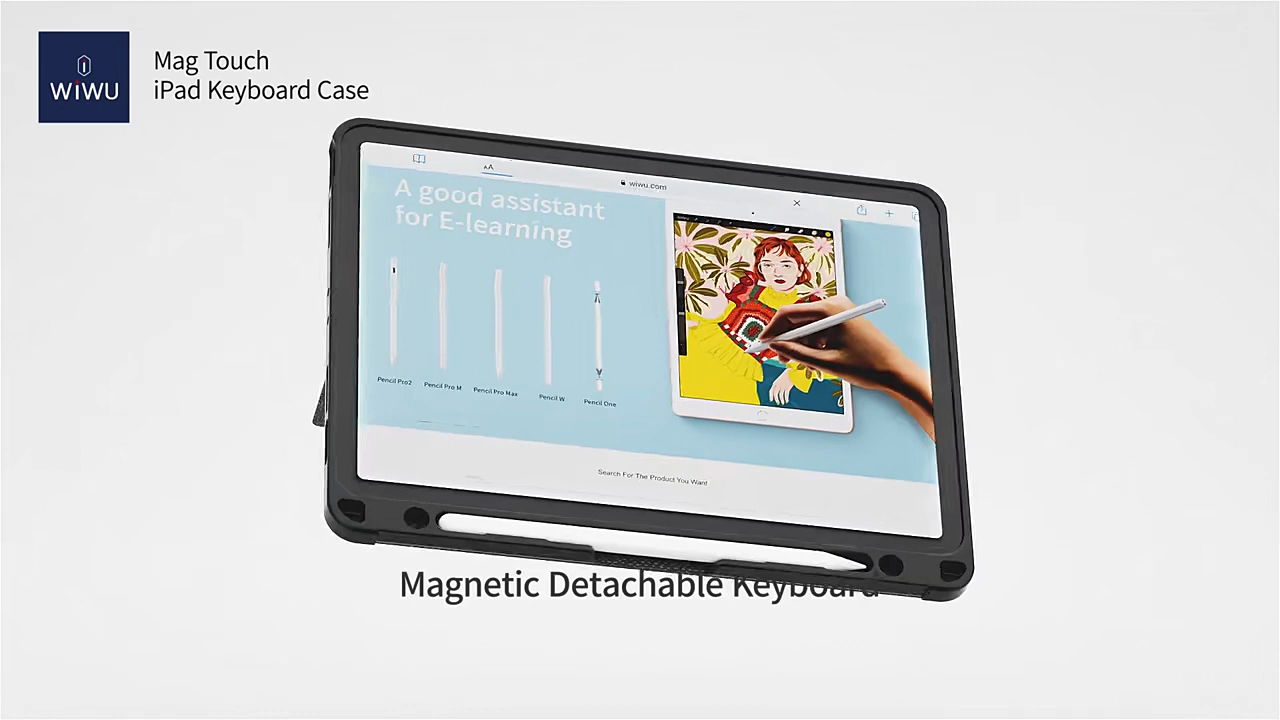 WiWU
Mag Touch
iPad Keyboard Case
AA
wiwu.com
A good assistant
for E-learning
Pencil Pro2
Pencil Pro M
Pencil Pro Max
Pencil W
Pencil One
Search For The Product You Want
Magnetic Detachable Keyboard